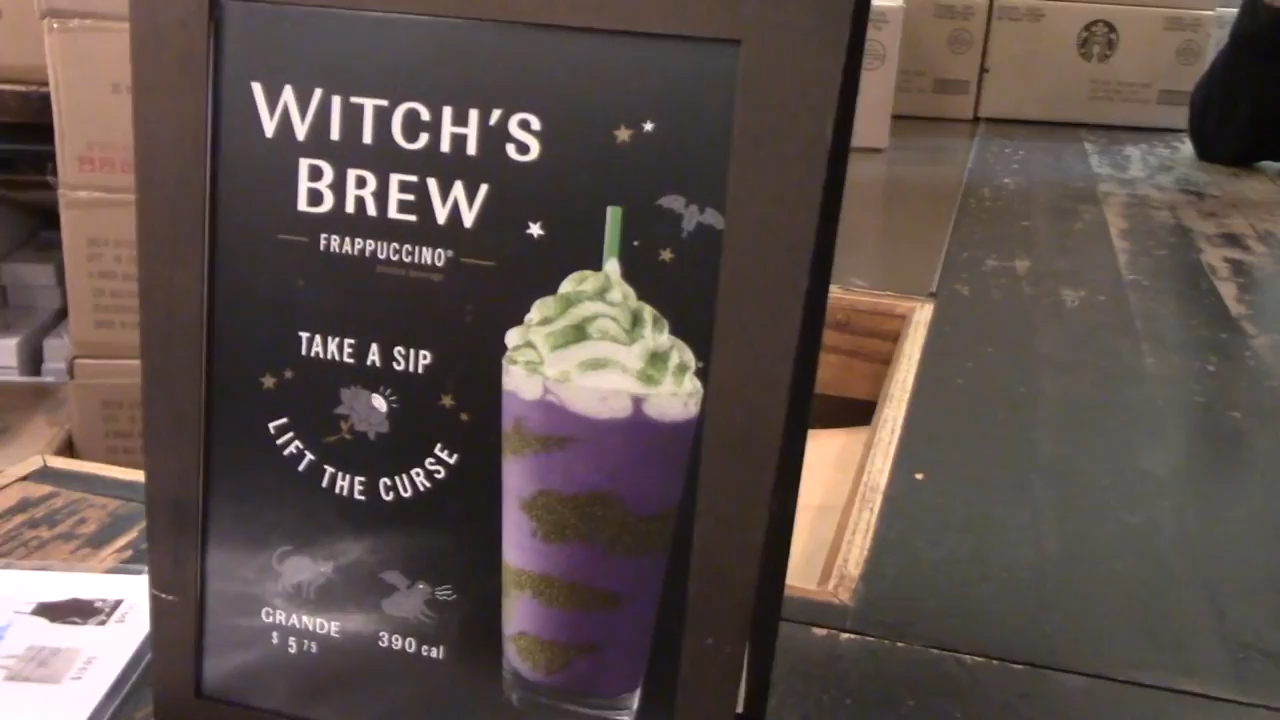 WITCH'S
BREW
FRAPPUCCINO®
TAKE A SIP
LIFT THE CURSE
GRANDE
$5 75
390 cal